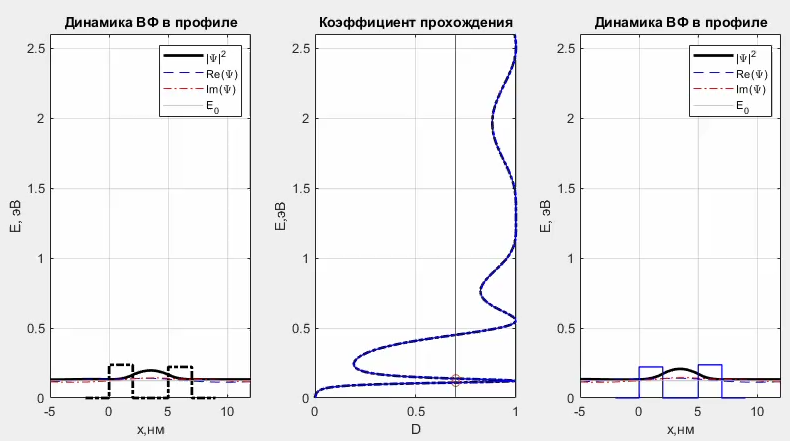 Динамика ВФ в профиле
|Ψ|²
Re(Ψ)
Im(Ψ)
E₀
2.5
2
1.5
1
0.5
0
E, эВ
-5
0
5
10
x,нм
Коэффициент прохождения
2.5
2
1.5
1
0.5
0
E,эВ
0
0.5
1
D
Динамика ВФ в профиле
|Ψ|²
Re(Ψ)
Im(Ψ)
E₀
2.5
2
1.5
1
0.5
0
E, эВ
-5
0
5
10
x,нм